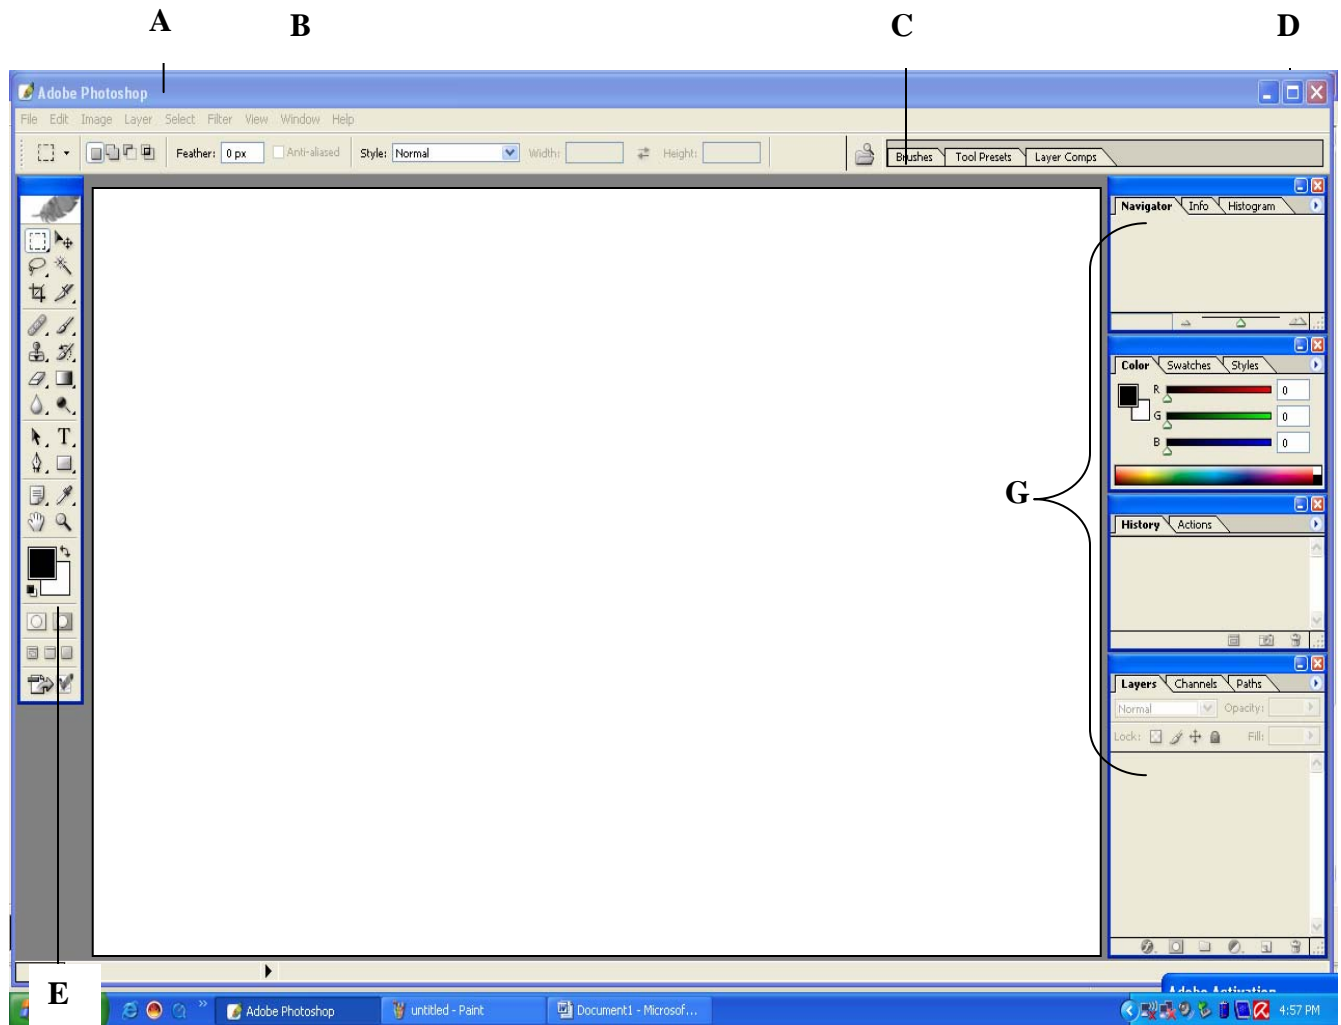 A B C D
Adobe Photoshop
File Edit Image Layer Select Filter View Window Help
Feather: 0 px Anti-aliased Style: Normal Width: Height: Brushes Tool Presets Layer Comps
Navigator Info Histogram
Color Swatches Styles
R 0
G 0
B 0
G
History Actions
Layers Channels Paths
Normal Opacity:
Lock: Fill:
E
Adobe Activation
Adobe Photoshop untitled - Paint Document1 - Microsof... 4:57 PM